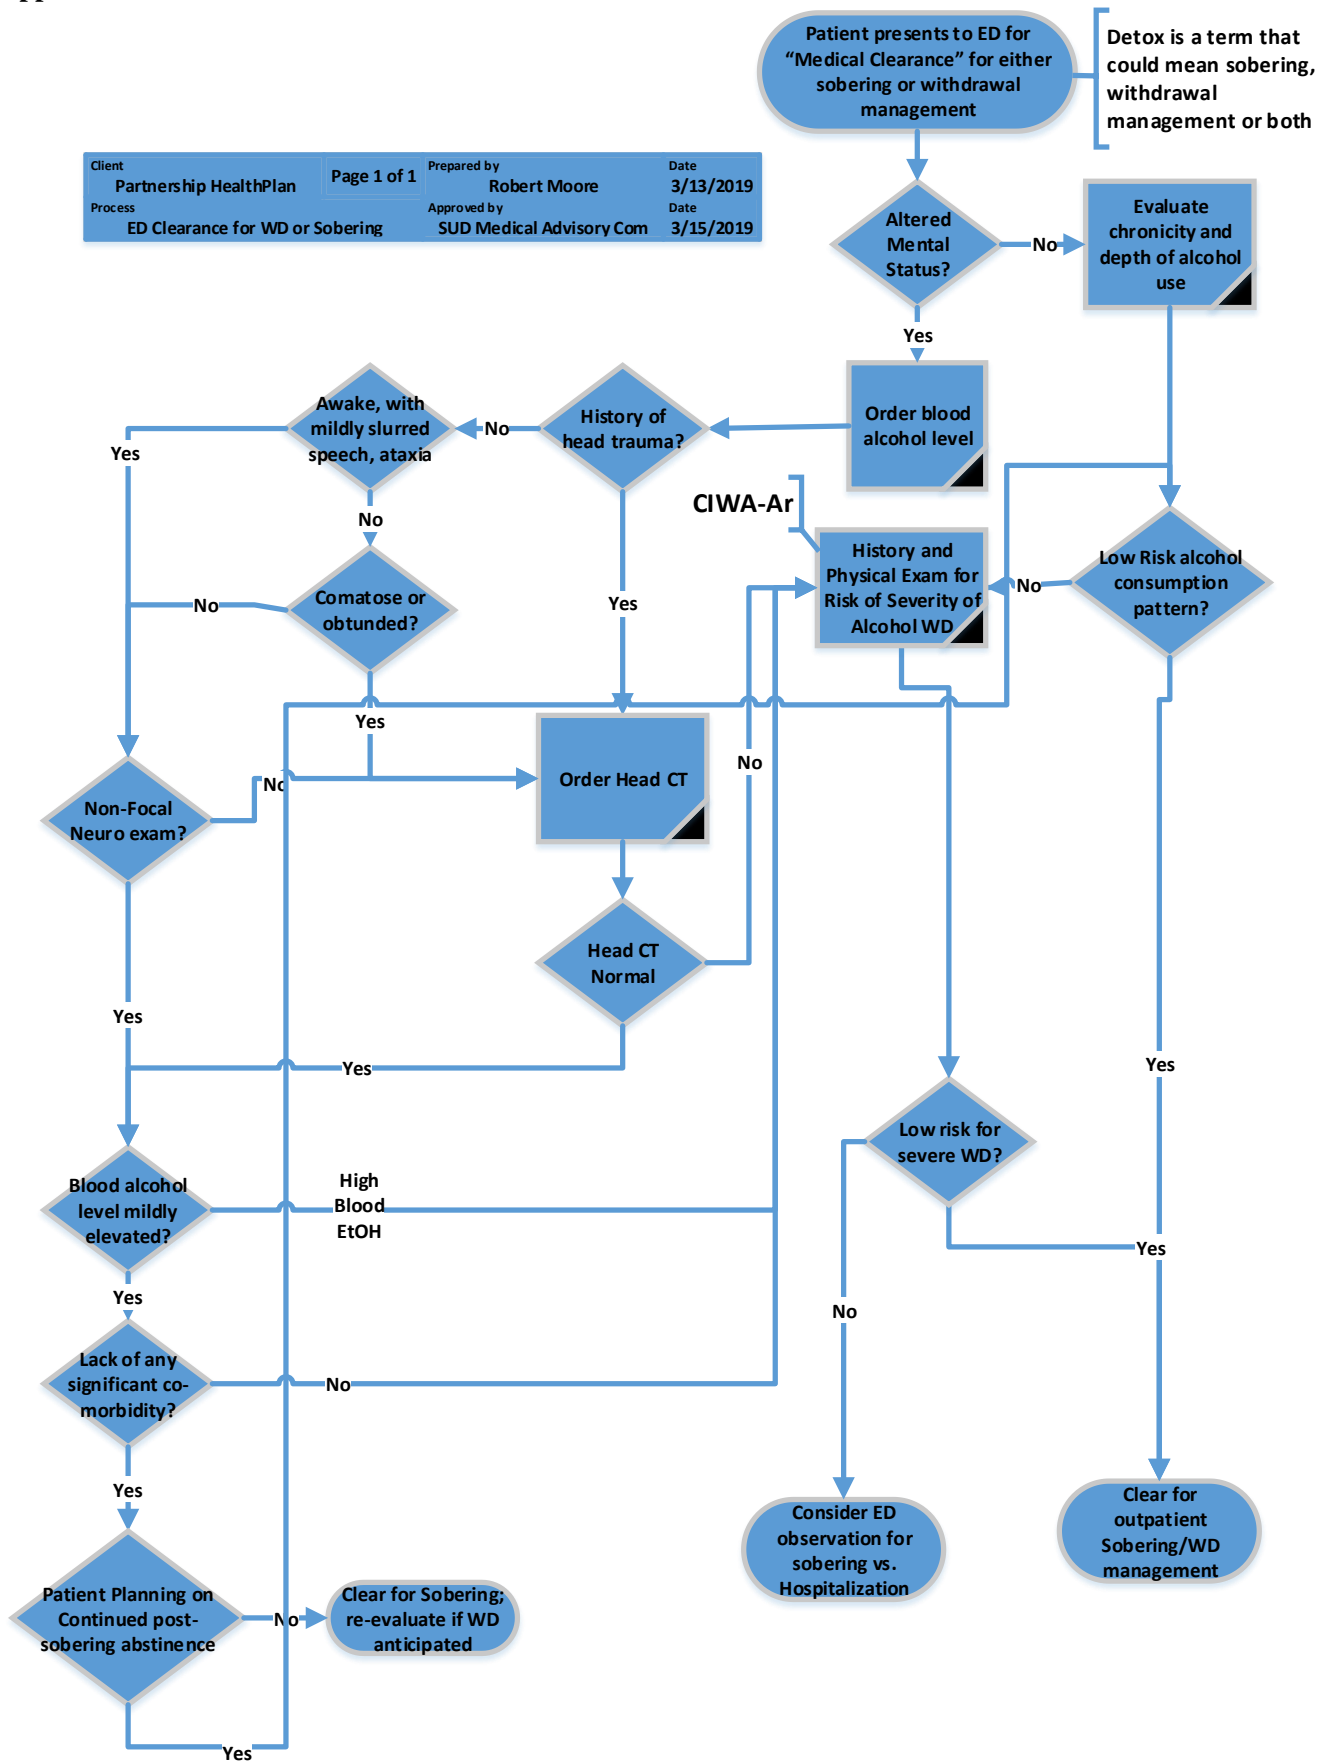 Patient presents to ED for
“Medical Clearance” for either
sobering or withdrawal
management
Detox is a term that
could mean sobering,
withdrawal
management or both
Client
Partnership HealthPlan
Page 1 of 1
Prepared by
Robert Moore
Date
3/13/2019
Process
ED Clearance for WD or Sobering
Approved by
SUD Medical Advisory Com
Date
3/15/2019
Altered
Mental
Status?
No
Evaluate
chronicity and
depth of alcohol
use
Yes
Order blood
alcohol level
History of
head trauma?
No
Awake, with
mildly slurred
speech, ataxia
Yes
No
CIWA-Ar
History and
Physical Exam for
Risk of Severity of
Alcohol WD
No
Low Risk alcohol
consumption
pattern?
Comatose or
obtunded?
No
Yes
Yes
Order Head CT
No
No
Non-Focal
Neuro exam?
Head CT
Normal
Yes
Yes
Yes
Low risk for
severe WD?
Blood alcohol
level mildly
elevated?
High
Blood
EtOH
Yes
Yes
No
Lack of any
significant co-
morbidity?
No
Yes
Consider ED
observation for
sobering vs.
Hospitalization
Clear for
outpatient
Sobering/WD
management
Patient Planning on
Continued post-
sobering abstinence
No
Clear for Sobering;
re-evaluate if WD
anticipated
Yes